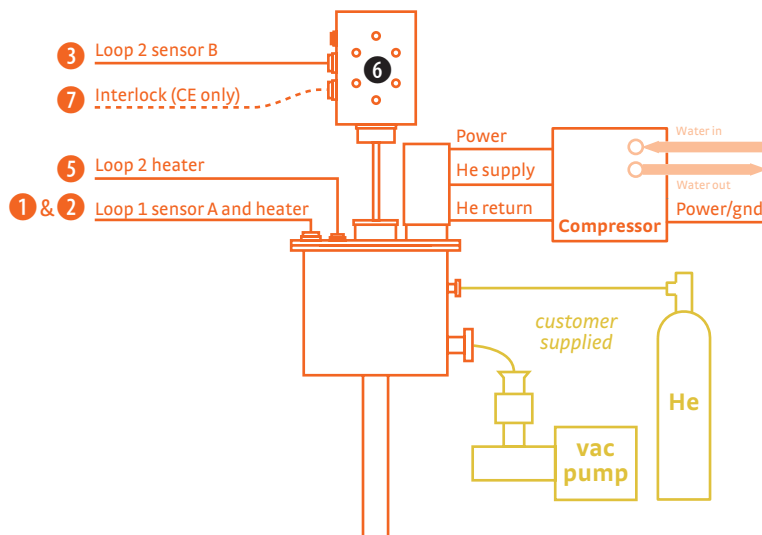 3 Loop 2 sensor B
6
7 Interlock (CE only)
Power
Water in
5 Loop 2 heater
He supply
Water out
1 & 2 Loop 1 sensor A and heater
He return
Compressor
Power/gnd
customer
supplied
He
vac
pump